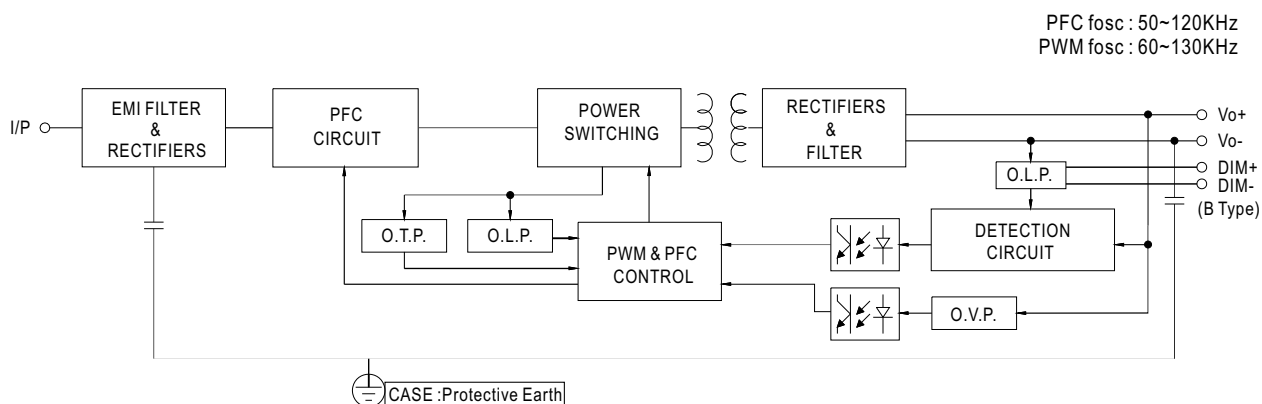 PFC fosc : 50~120KHz
PWM fosc : 60~130KHz
I/P
EMI FILTER
&
RECTIFIERS
PFC
CIRCUIT
POWER
SWITCHING
RECTIFIERS
&
FILTER
Vo+
Vo-
DIM+
DIM-
(B Type)
O.L.P.
O.T.P.
O.L.P.
PWM & PFC
CONTROL
DETECTION
CIRCUIT
O.V.P.
CASE :Protective Earth